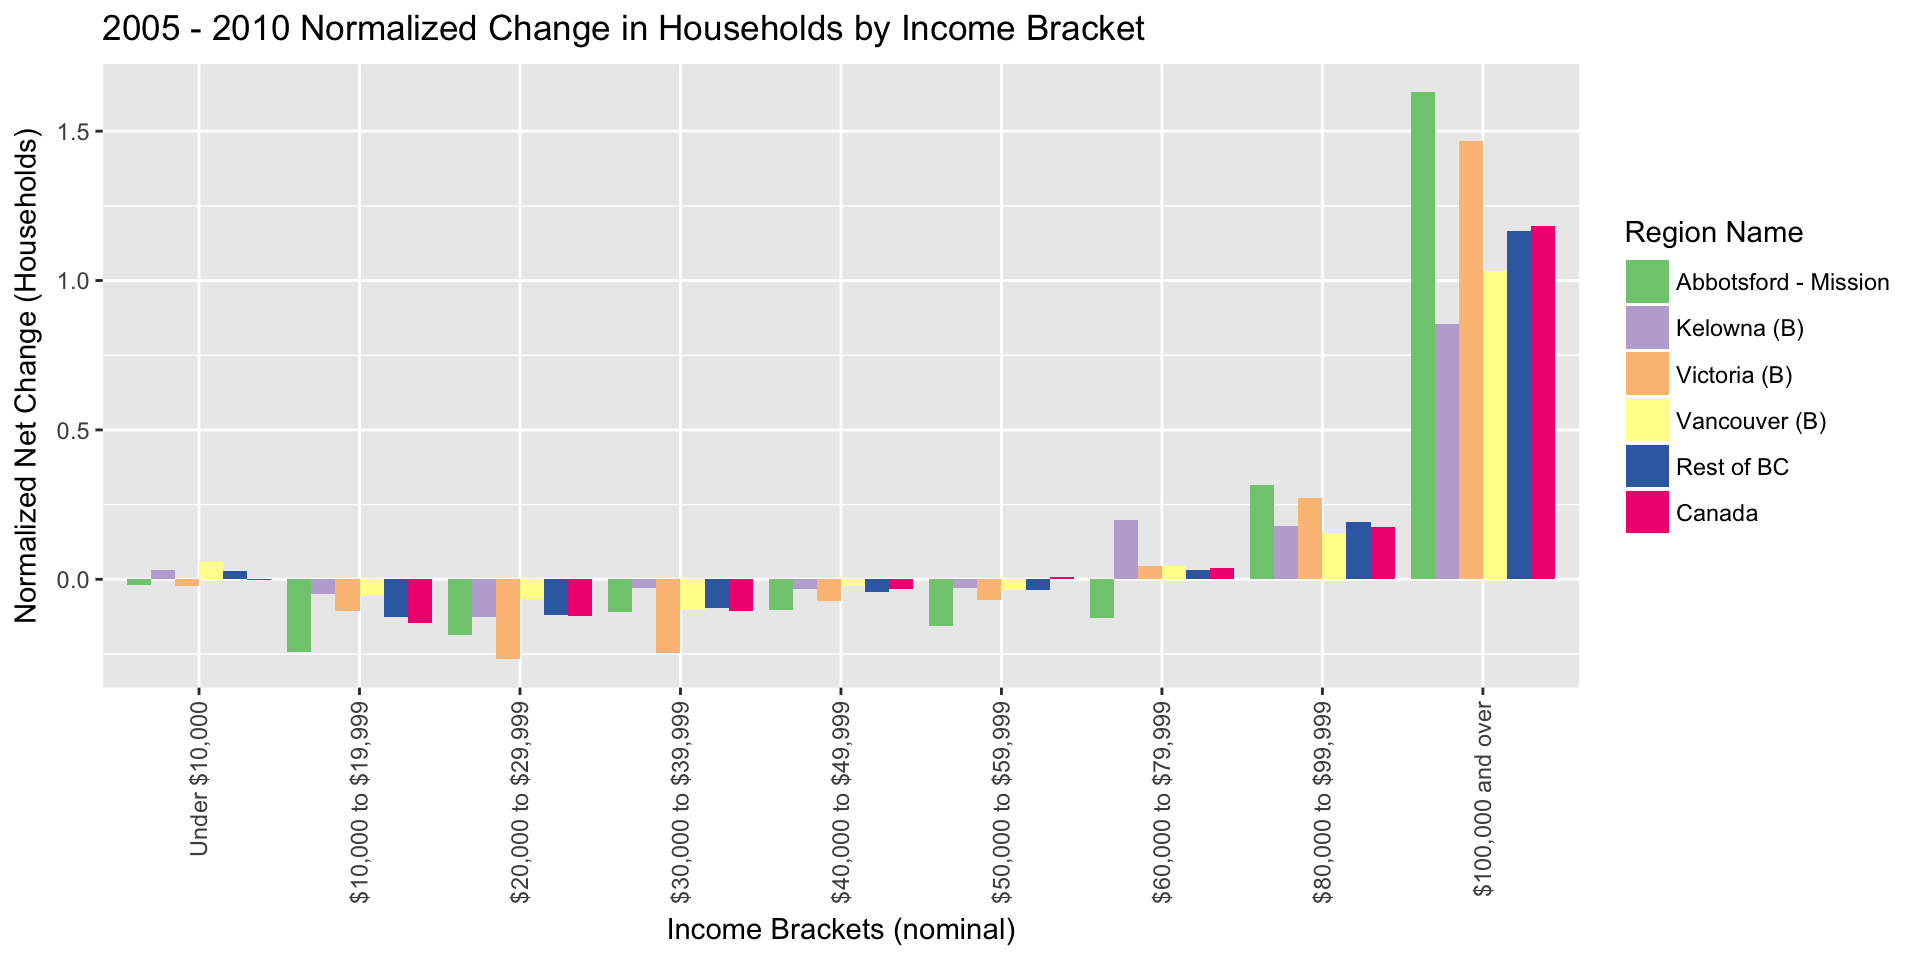 2005 - 2010 Normalized Change in Households by Income Bracket
Normalized Net Change (Households)
1.5
1.0
0.5
0.0
Under $10,000
$10,000 to $19,999
$20,000 to $29,999
$30,000 to $39,999
$40,000 to $49,999
$50,000 to $59,999
$60,000 to $79,999
$80,000 to $99,999
$100,000 and over
Income Brackets (nominal)
Region Name
Abbotsford - Mission
Kelowna (B)
Victoria (B)
Vancouver (B)
Rest of BC
Canada